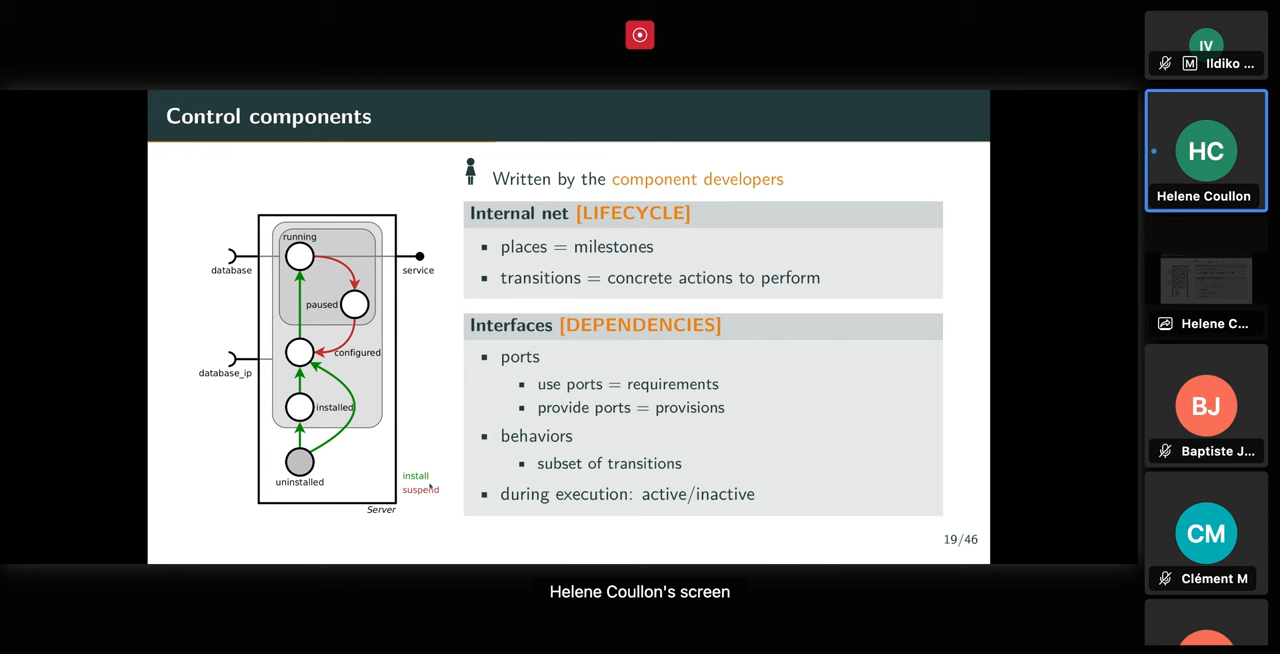 Control components
Written by the component developers
Internal net [LIFECYCLE]
▪ places = milestones
▪ transitions = concrete actions to perform
Interfaces [DEPENDENCIES]
▪ ports
▪ use ports = requirements
▪ provide ports = provisions
▪ behaviors
▪ subset of transitions
▪ during execution: active/inactive
running
database
service
paused
configured
database_ip
installed
uninstalled
install
suspend
Server
19/46
Helene Coullon's screen
IV
M Ildiko ...
HC
Helene Coullon
Helene C...
BJ
Baptiste J...
CM
Clément M